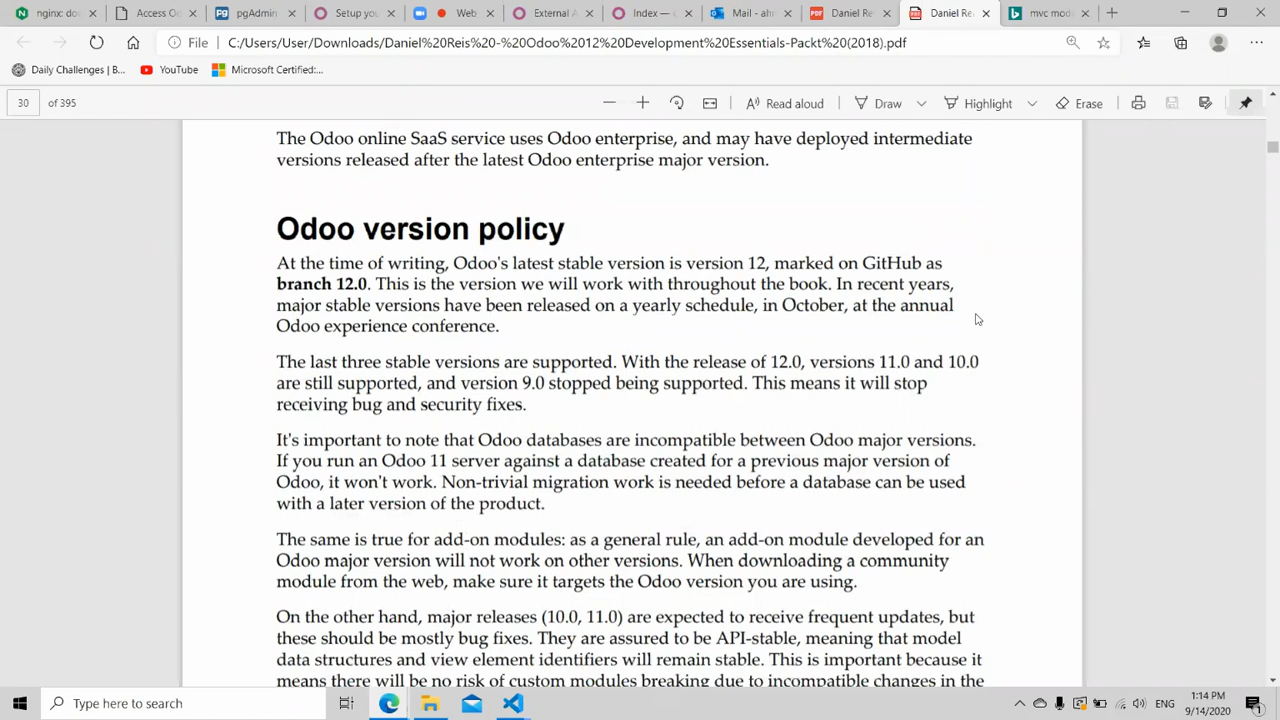 nginx: doc
Access Od
pgAdmin
Setup you
Web
External A
Index — 
Mail - ahm
Daniel Rei
Daniel Rei
mvc mode
File
C:/Users/User/Downloads/Daniel%20Reis%20-%20Odoo%2012%20Development%20Essentials-Packt%20(2018).pdf
Daily Challenges | B...
YouTube
Microsoft Certified:...
30 of 395
Read aloud
Draw
Highlight
Erase
The Odoo online SaaS service uses Odoo enterprise, and may have deployed intermediate
versions released after the latest Odoo enterprise major version.
Odoo version policy
At the time of writing, Odoo's latest stable version is version 12, marked on GitHub as
branch 12.0. This is the version we will work with throughout the book. In recent years,
major stable versions have been released on a yearly schedule, in October, at the annual
Odoo experience conference.
The last three stable versions are supported. With the release of 12.0, versions 11.0 and 10.0
are still supported, and version 9.0 stopped being supported. This means it will stop
receiving bug and security fixes.
It's important to note that Odoo databases are incompatible between Odoo major versions.
If you run an Odoo 11 server against a database created for a previous major version of
Odoo, it won't work. Non-trivial migration work is needed before a database can be used
with a later version of the product.
The same is true for add-on modules: as a general rule, an add-on module developed for an
Odoo major version will not work on other versions. When downloading a community
module from the web, make sure it targets the Odoo version you are using.
On the other hand, major releases (10.0, 11.0) are expected to receive frequent updates, but
these should be mostly bug fixes. They are assured to be API-stable, meaning that model
data structures and view element identifiers will remain stable. This is important because it
means there will be no risk of custom modules breaking due to incompatible changes in the
Type here to search
ENG
1:14 PM
9/14/2020